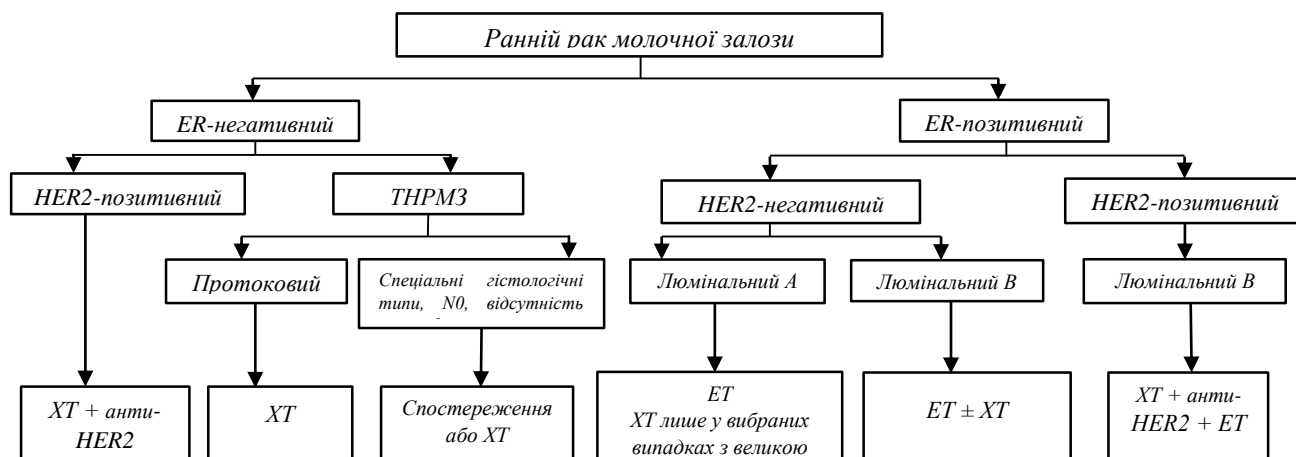 Ранній рак молочної залози
ER-негативний
ER-позитивний
HER2-позитивний
ТНРМЗ
HER2-негативний
HER2-позитивний
Протоковий
Спеціальні гістологічні
типи, N0, відсутність
Люмінальний А
Люмінальний В
Люмінальний В
ХТ + анти-
HER2
ХТ
Спостереження
або ХТ
ЕТ
ХТ лише у вибраних
випадках з великою
ЕТ ± ХТ
ХТ + анти-
HER2 + ЕТ